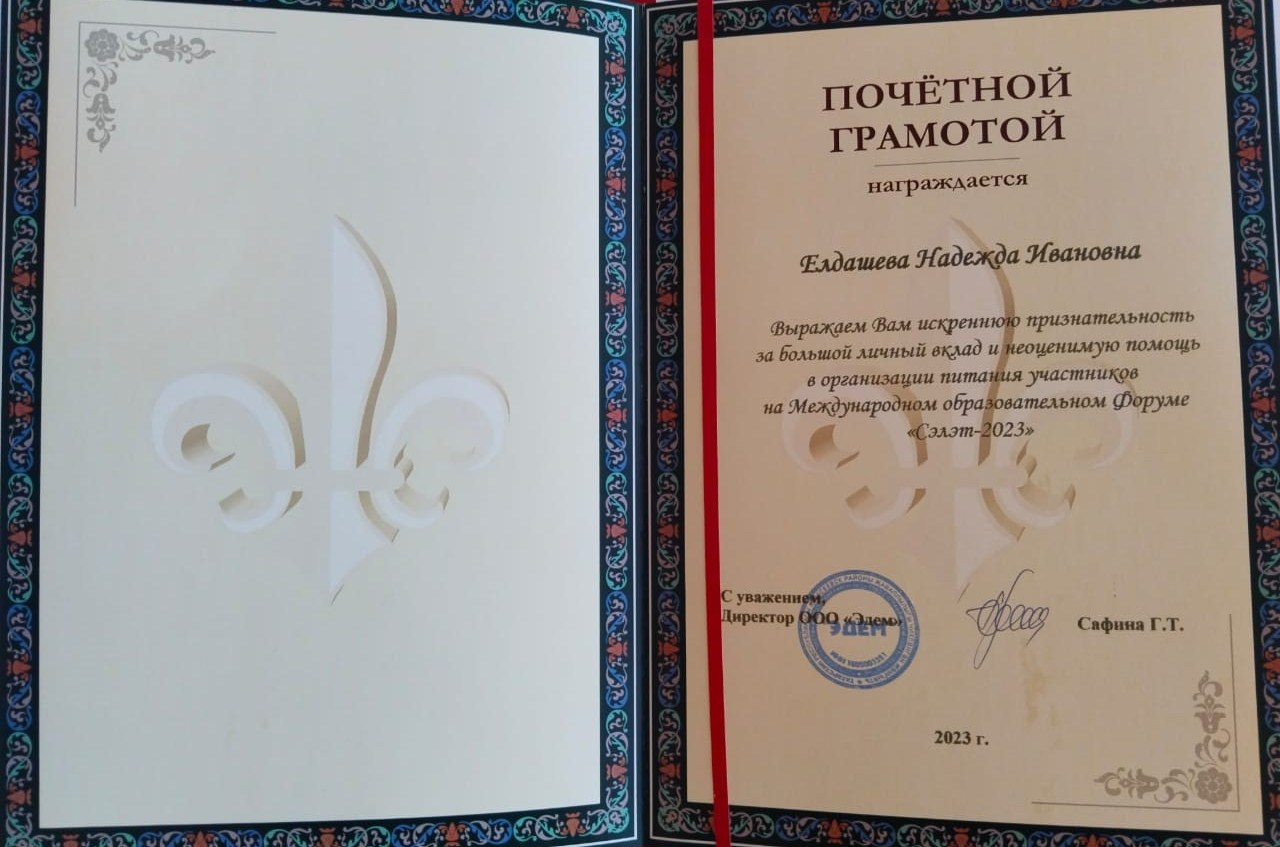 ПОЧЁТНОЙ
ГРАМОТОЙ
награждается
Елдашева Надежда Ивановна
Выражаем Вам искреннюю признательность
за большой личный вклад и неоценимую помощь
в организации питания участников
на Международном образовательном Форуме
«Сэлэт-2023»
С уважением,
Директор ООО «Эдем»
ЭДЕМ
Сафина Г.Т.
2023 г.